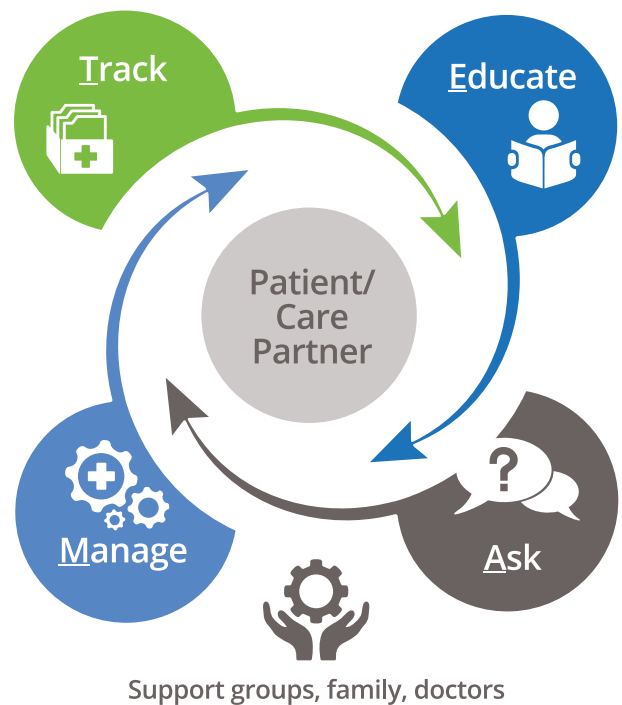 Track
Educate
Patient/
Care
Partner
Manage
?
Ask
Support groups, family, doctors